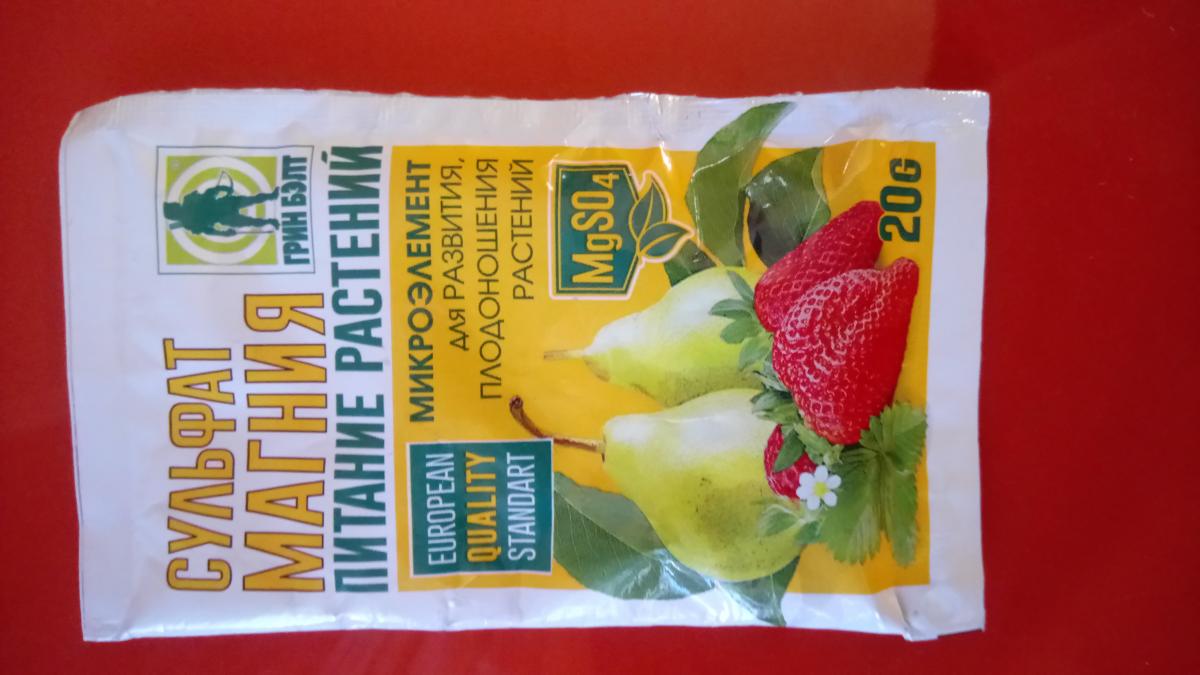 ГРИН БЭЛТ
СУЛЬФАТ
МАГНИЯ
ПИТАНИЕ РАСТЕНИЙ
МИКРОЭЛЕМЕНТ
ДЛЯ РАЗВИТИЯ,
ПЛОДОНОШЕНИЯ
РАСТЕНИЙ
EUROPEAN
QUALITY
STANDART
MgSO4
20G